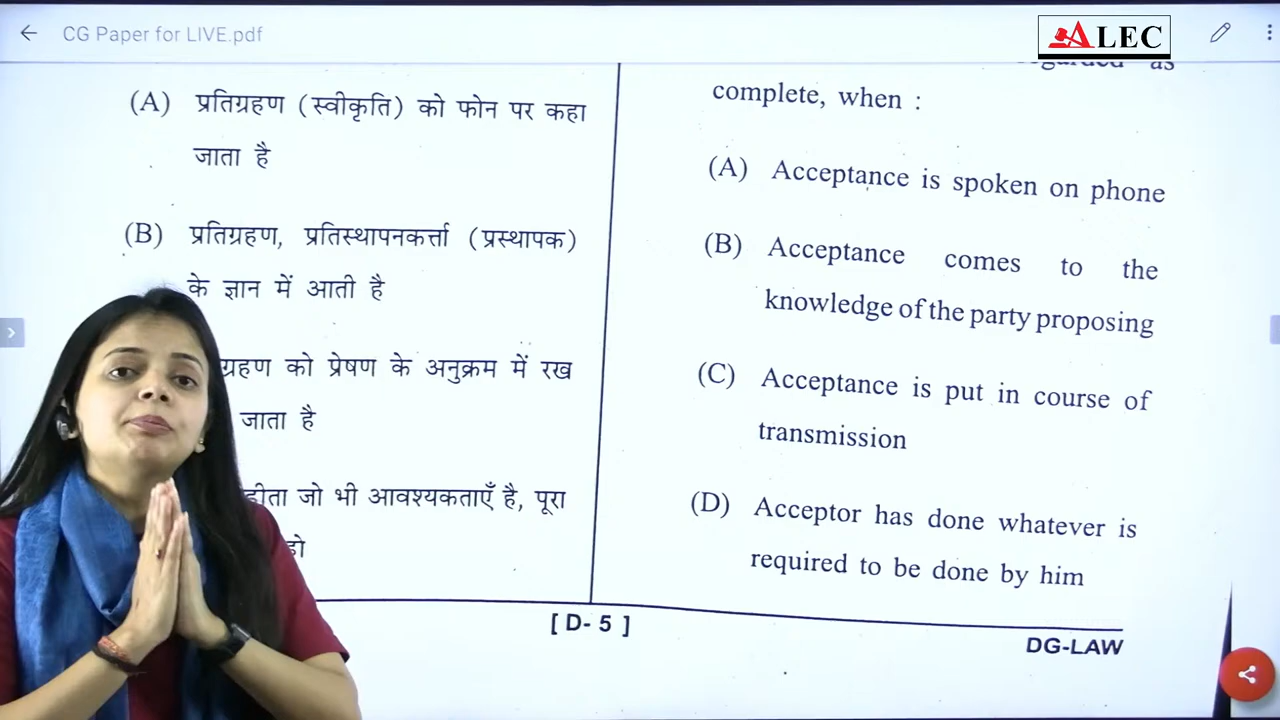 CG Paper for LIVE.pdf
ALEC
(A) प्रतिग्रहण (स्वीकृति) को फोन पर कहा
जाता है
(B) प्रतिग्रहण, प्रतिस्थापनकर्त्ता (प्रस्थापक)
के ज्ञान में आती है
ग्रहण को प्रेषण के अनुक्रम में रख
जाता है
हीता जो भी आवश्यकताएँ है, पूरा
हो
regarded as
complete, when :
(A) Acceptance is spoken on phone
(B) Acceptance comes to the
knowledge of the party proposing
(C) Acceptance is put in course of
transmission
(D) Acceptor has done whatever is
required to be done by him
[ D- 5 ]
DG-LAW